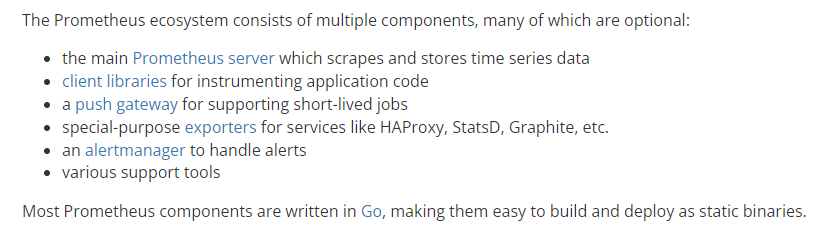 The Prometheus ecosystem consists of multiple components, many of which are optional:
• the main Prometheus server which scrapes and stores time series data
• client libraries for instrumenting application code
• a push gateway for supporting short-lived jobs
• special-purpose exporters for services like HAProxy, StatsD, Graphite, etc.
• an alertmanager to handle alerts
• various support tools
Most Prometheus components are written in Go, making them easy to build and deploy as static binaries.